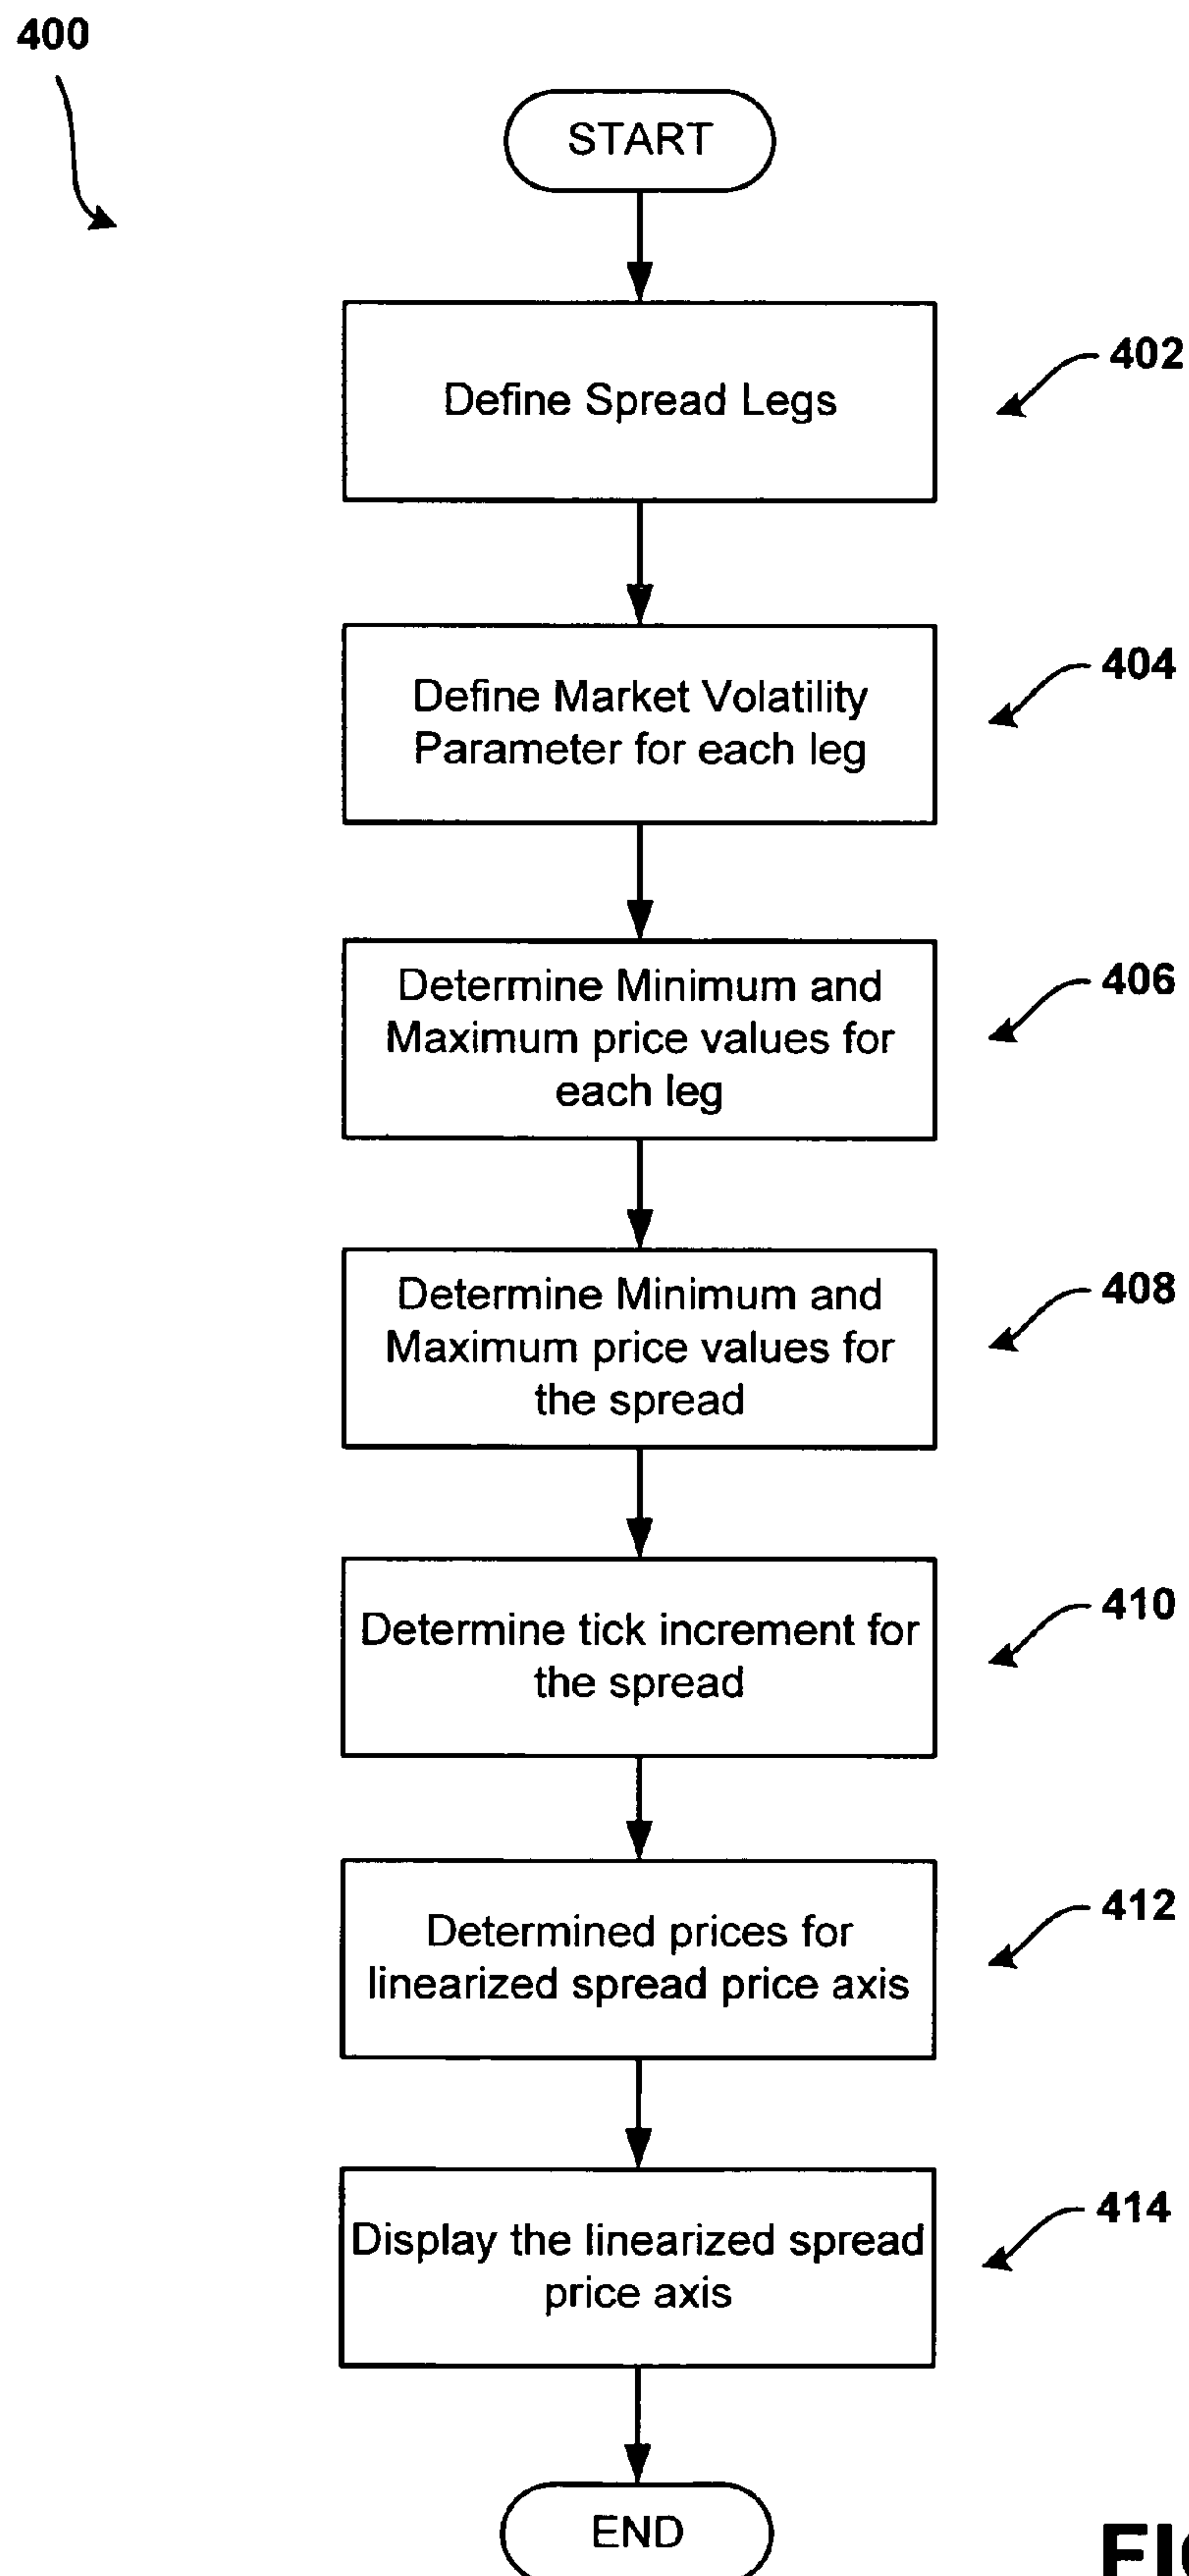 400
START
Define Spread Legs
402
Define Market Volatility
Parameter for each leg
404
Determine Minimum and
Maximum price values for
each leg
406
Determine Minimum and
Maximum price values for
the spread
408
Determine tick increment for
the spread
410
Determined prices for
linearized spread price axis
412
Display the linearized spread
price axis
414
END